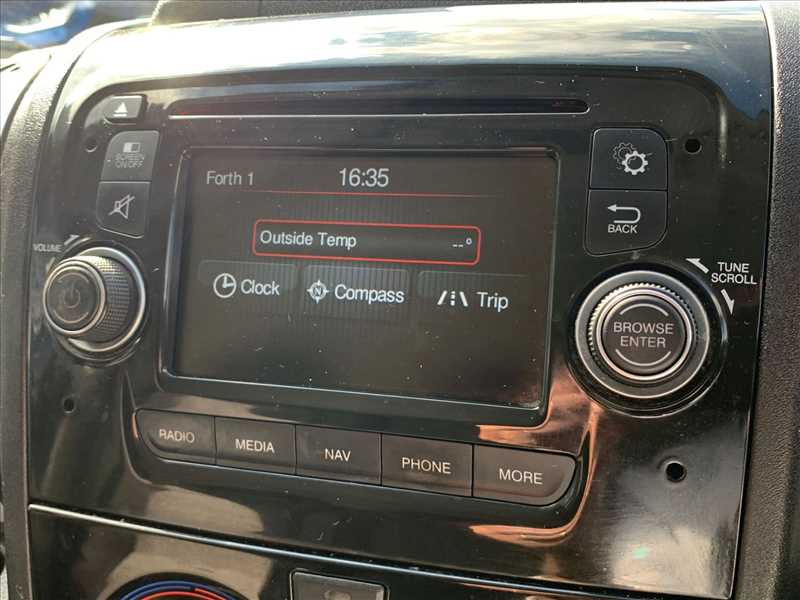 SCREEN
ON/OFF
VOLUME
Forth 1
16:35
Outside Temp --°
Clock
N
Compass
Trip
BACK
TUNE
SCROLL
BROWSE
ENTER
RADIO
MEDIA
NAV
PHONE
MORE